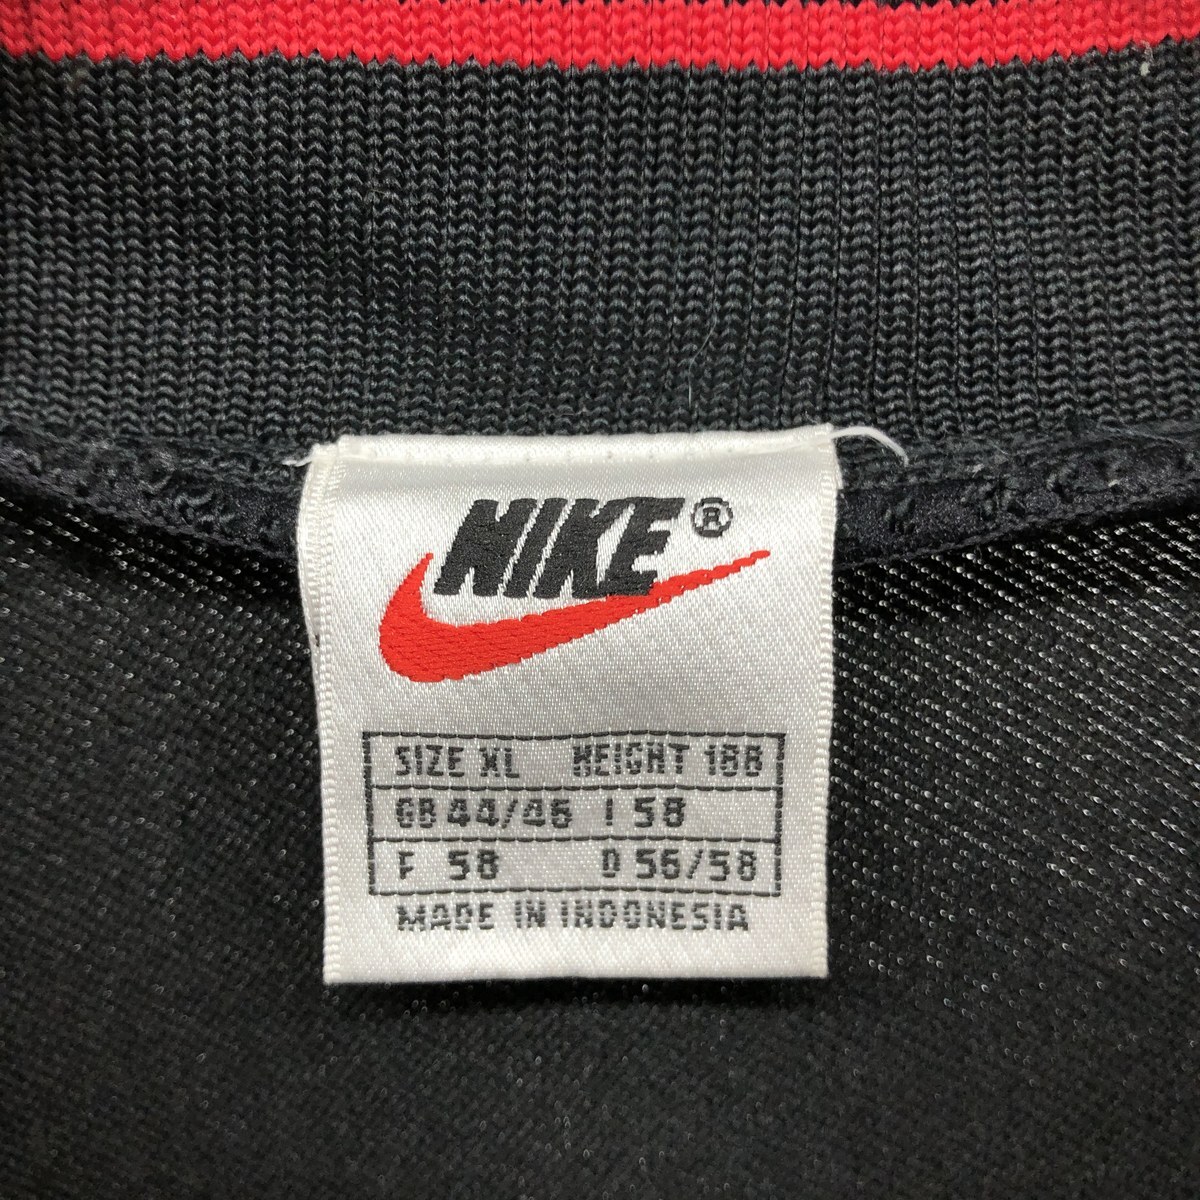 NIKE®
SIZE XL HEIGHT 188
GB 44/46 I 58
F 58 D 56/58
MADE IN INDONESIA